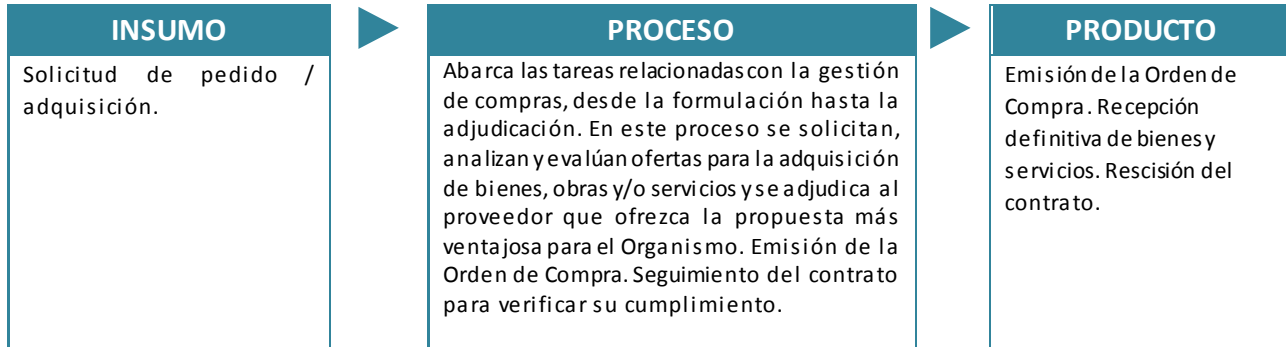 INSUMO
Solicitud de pedido /
adquisición.
PROCESO
Abarca las tareas relacionadas con la gestión
de compras, desde la formulación hasta la
adjudicación. En este proceso se solicitan,
analizan y evalúan ofertas para la adquisición
de bienes, obras y/o servicios y se adjudica al
proveedor que ofrezca la propuesta más
ventajosa para el Organismo. Emisión de la
Orden de Compra. Seguimiento del contrato
para verificar su cumplimiento.
PRODUCTO
Emisión de la Orden de
Compra. Recepción
definitiva de bienes y
servicios. Rescisión del
contrato.